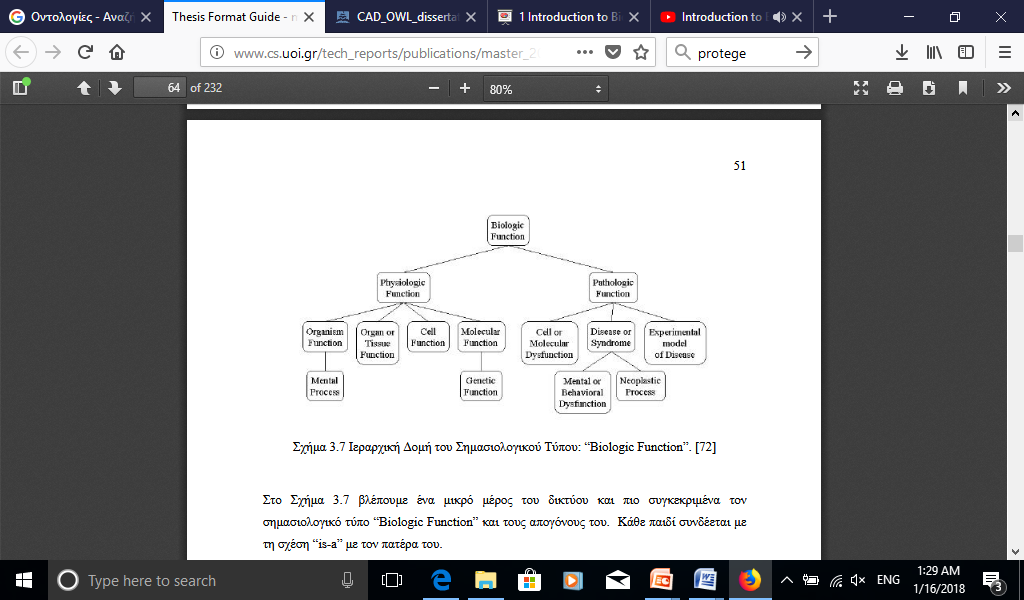 Οντολογίες - Αναζή
Thesis Format Guide - n
CAD_OWL_dissertat
1 Introduction to Bi
Introduction to
www.cs.uoi.gr/tech_reports/publications/master_2
protege
64 of 232
80%
51
Biologic
Function
Physiologic
Function
Pathologic
Function
Organism
Function
Organ or
Tissue
Function
Cell
Function
Molecular
Function
Cell or
Molecular
Dysfunction
Disease or
Syndrome
Experimental
model
of Disease
Mental
Process
Genetic
Function
Mental or
Behavioral
Dysfunction
Neoplastic
Process
Σχήμα 3.7 Ιεραρχική Δομή του Σημασιολογικού Τύπου: “Biologic Function”. [72]
Στο Σχήμα 3.7 βλέπουμε ένα μικρό μέρος του δικτύου και πιο συγκεκριμένα τον
σημασιολογικό τύπο “Biologic Function” και τους απογόνους του. Κάθε παιδί συνδέεται με
τη σχέση “is-a” με τον πατέρα του.
Type here to search
ENG
1:29 AM
1/16/2018
3